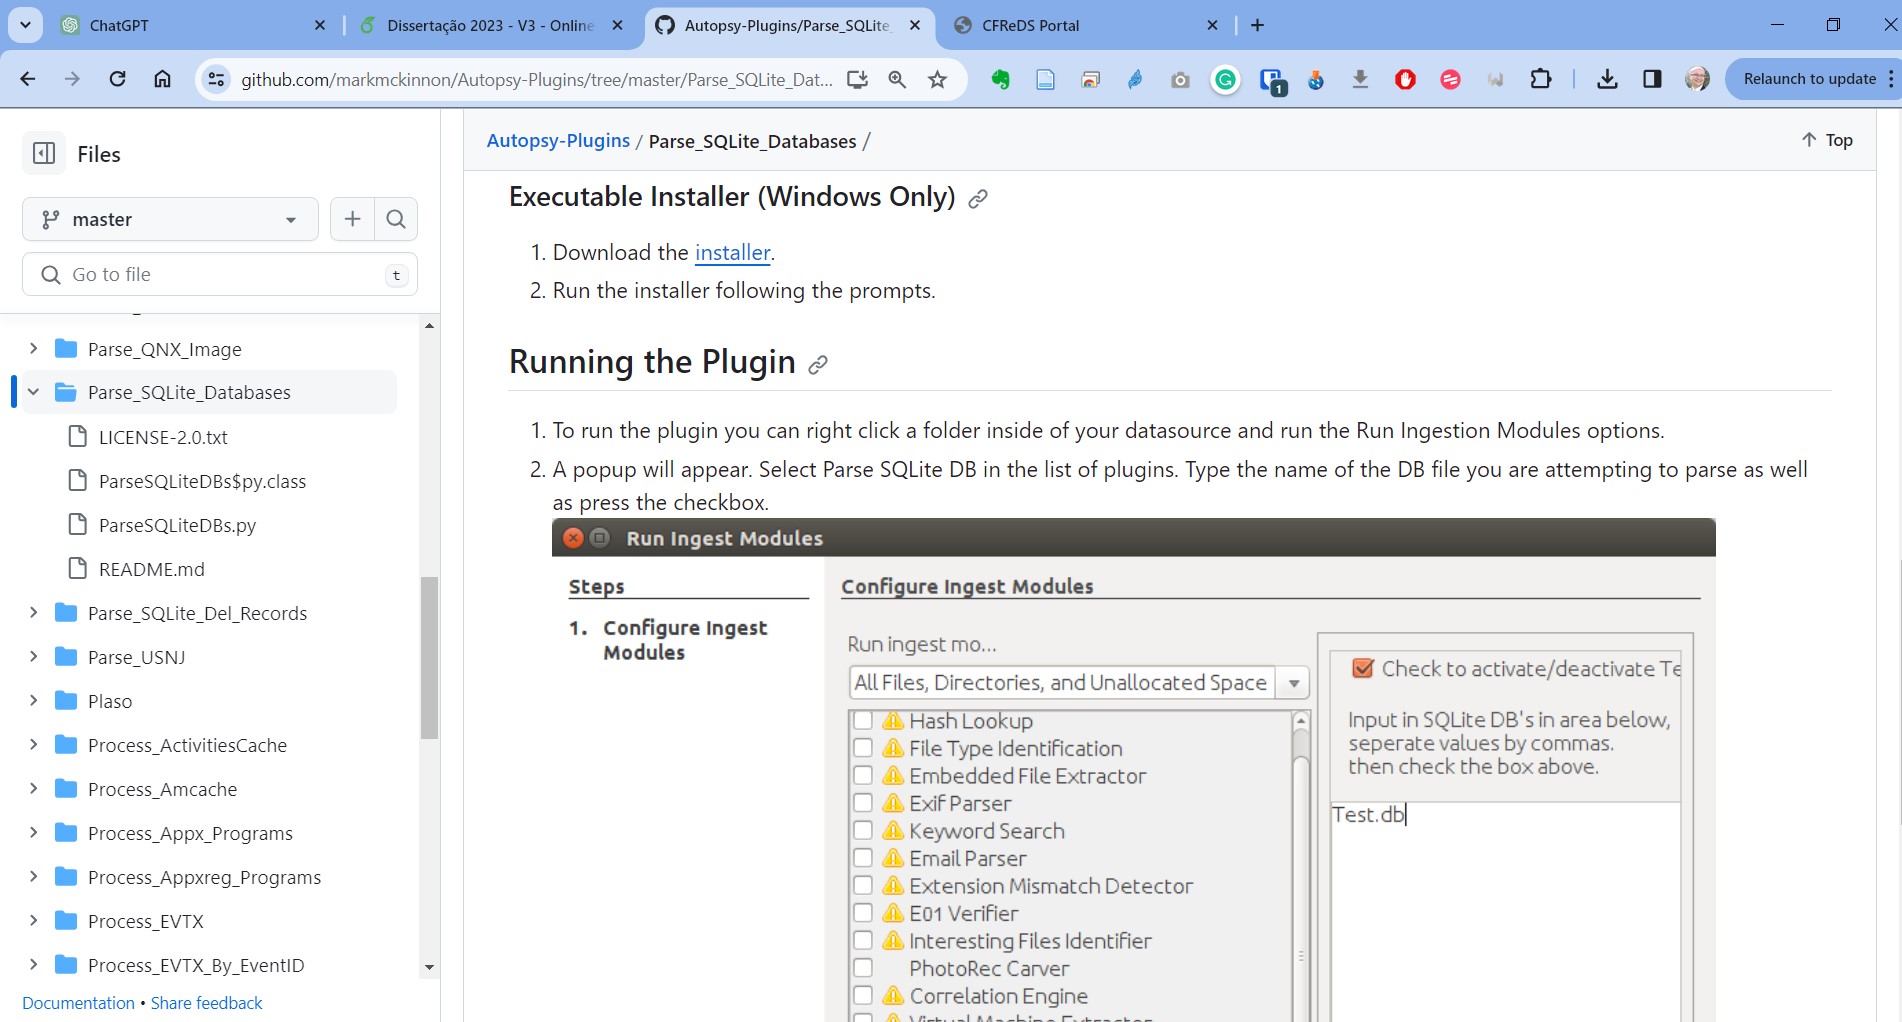 ChatGPT
Dissertação 2023 - V3 - Online
Autopsy-Plugins/Parse_SQLite_
CFReDS Portal
github.com/markmckinnon/Autopsy-Plugins/tree/master/Parse_SQLite_Dat...
1
Relaunch to update
Files
master
Go to file
t
Parse_QNX_Image
Parse_SQLite_Databases
LICENSE-2.0.txt
ParseSQLiteDBs$py.class
ParseSQLiteDBs.py
README.md
Parse_SQLite_Del_Records
Parse_USNJ
Plaso
Process_ActivitiesCache
Process_Amcache
Process_Appx_Programs
Process_Appxreg_Programs
Process_EVTX
Process_EVTX_By_EventID
Documentation • Share feedback
Autopsy-Plugins / Parse_SQLite_Databases /
Top
Executable Installer (Windows Only)
1. Download the installer.
2. Run the installer following the prompts.
Running the Plugin
1. To run the plugin you can right click a folder inside of your datasource and run the Run Ingestion Modules options.
2. A popup will appear. Select Parse SQLite DB in the list of plugins. Type the name of the DB file you are attempting to parse as well
as press the checkbox.
Run Ingest Modules
Steps
1. Configure Ingest
Modules
Configure Ingest Modules
Run ingest mo...
All Files, Directories, and Unallocated Space
Hash Lookup
File Type Identification
Embedded File Extractor
Exif Parser
Keyword Search
Email Parser
Extension Mismatch Detector
E01 Verifier
Interesting Files Identifier
PhotoRec Carver
Correlation Engine
Virtual Machine Extractor
Check to activate/deactivate Te
Input in SQLite DB's in area below,
seperate values by commas.
then check the box above.
Test.db